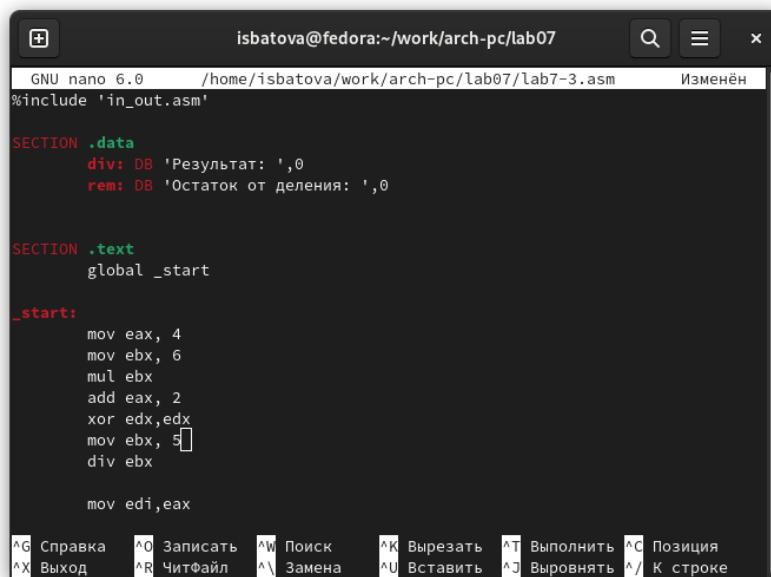 isbatova@fedora:~/work/arch-pc/lab07
GNU nano 6.0 /home/isbatova/work/arch-pc/lab07/lab7-3.asm Изменён
%include 'in_out.asm'
SECTION .data
div: DB 'Результат: ',0
rem: DB 'Остаток от деления: ',0
SECTION .text
global _start
_start:
mov eax, 4
mov ebx, 6
mul ebx
add eax, 2
xor edx,edx
mov ebx, 5
div ebx
mov edi,eax
^G Справка ^O Записать ^W Поиск ^K Вырезать ^T Выполнить ^C Позиция
^X Выход ^R ЧитФайл ^\ Замена ^U Вставить ^J Выровнять ^/ К строке